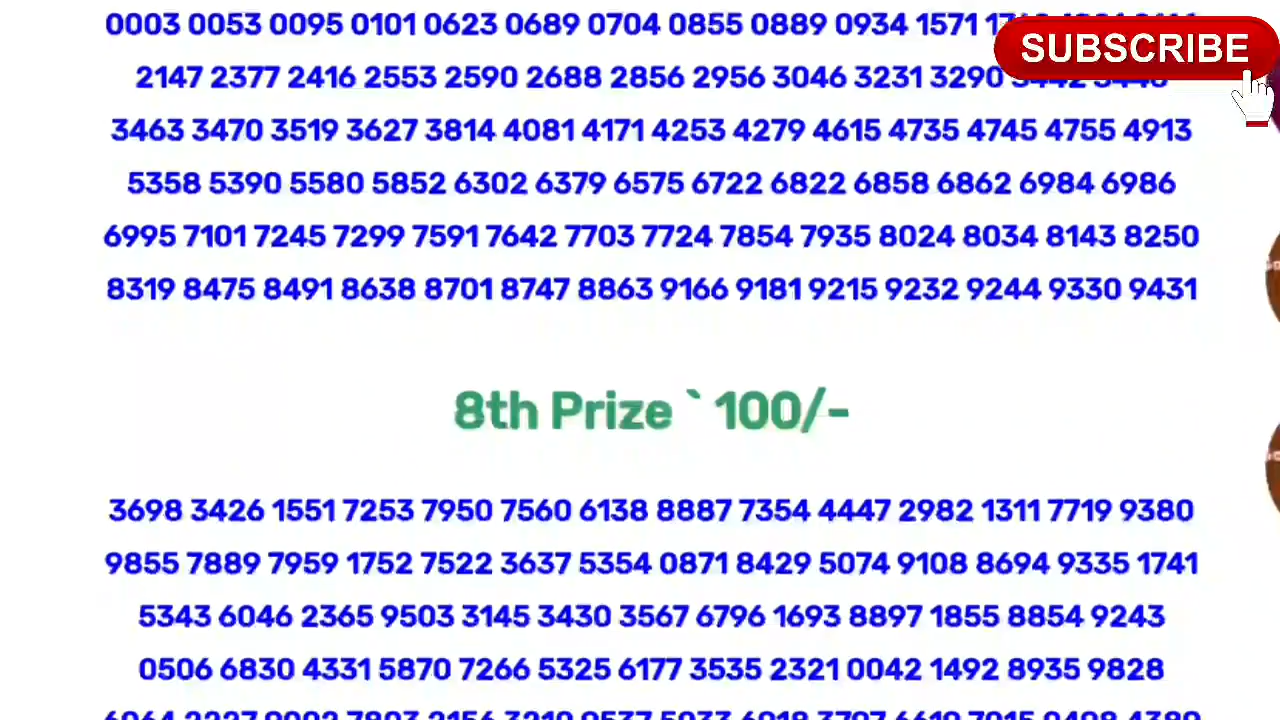 0003 0053 0095 0101 0623 0689 0704 0855 0889 0934 1571
SUBSCRIBE
2147 2377 2416 2553 2590 2688 2856 2956 3046 3231 3290
3463 3470 3519 3627 3814 4081 4171 4253 4279 4615 4735 4745 4755 4913
5358 5390 5580 5852 6302 6379 6575 6722 6822 6858 6862 6984 6986
6995 7101 7245 7299 7591 7642 7703 7724 7854 7935 8024 8034 8143 8250
8319 8475 8491 8638 8701 8747 8863 9166 9181 9215 9232 9244 9330 9431
8th Prize ` 100/-
3698 3426 1551 7253 7950 7560 6138 8887 7354 4447 2982 1311 7719 9380
9855 7889 7959 1752 7522 3637 5354 0871 8429 5074 9108 8694 9335 1741
5343 6046 2365 9503 3145 3430 3567 6796 1693 8897 1855 8854 9243
0506 6830 4331 5870 7266 5325 6177 3535 2321 0042 1492 8935 9828